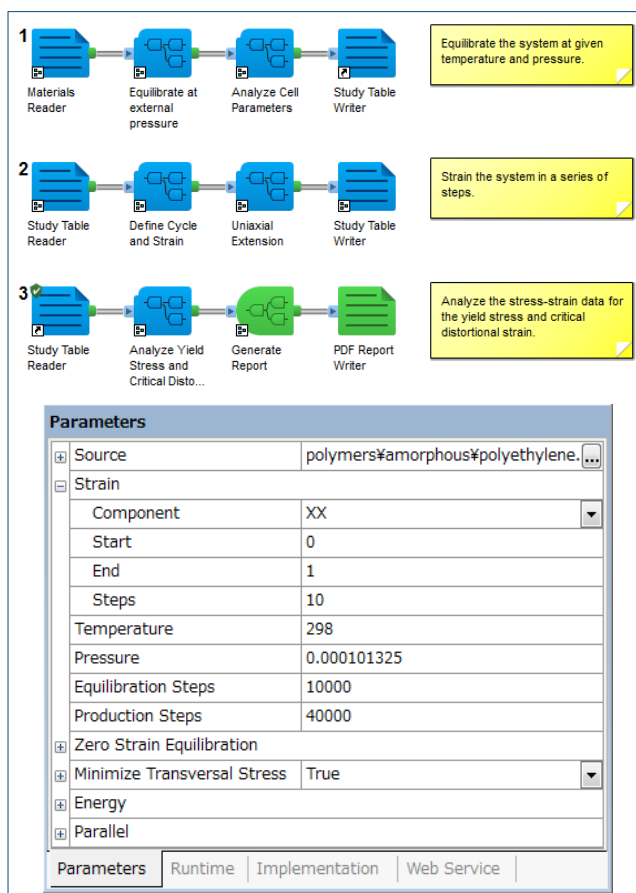 1
Materials Reader
Equilibrate at external pressure
Analyze Cell Parameters
Study Table Writer
Equilibrate the system at given
temperature and pressure.
2
Study Table Reader
Define Cycle and Strain
Uniaxial Extension
Study Table Writer
Strain the system in a series of
steps.
3
Study Table Reader
Analyze Yield Stress and Critical Disto...
Generate Report
PDF Report Writer
Analyze the stress-strain data for
the yield stress and critical
distortional strain.
Parameters
Source polymers¥amorphous¥polyethylene. ...
Strain
Component XX
Start 0
End 1
Steps 10
Temperature 298
Pressure 0.000101325
Equilibration Steps 10000
Production Steps 40000
Zero Strain Equilibration
Minimize Transversal Stress True
Energy
Parallel
Parameters Runtime Implementation Web Service